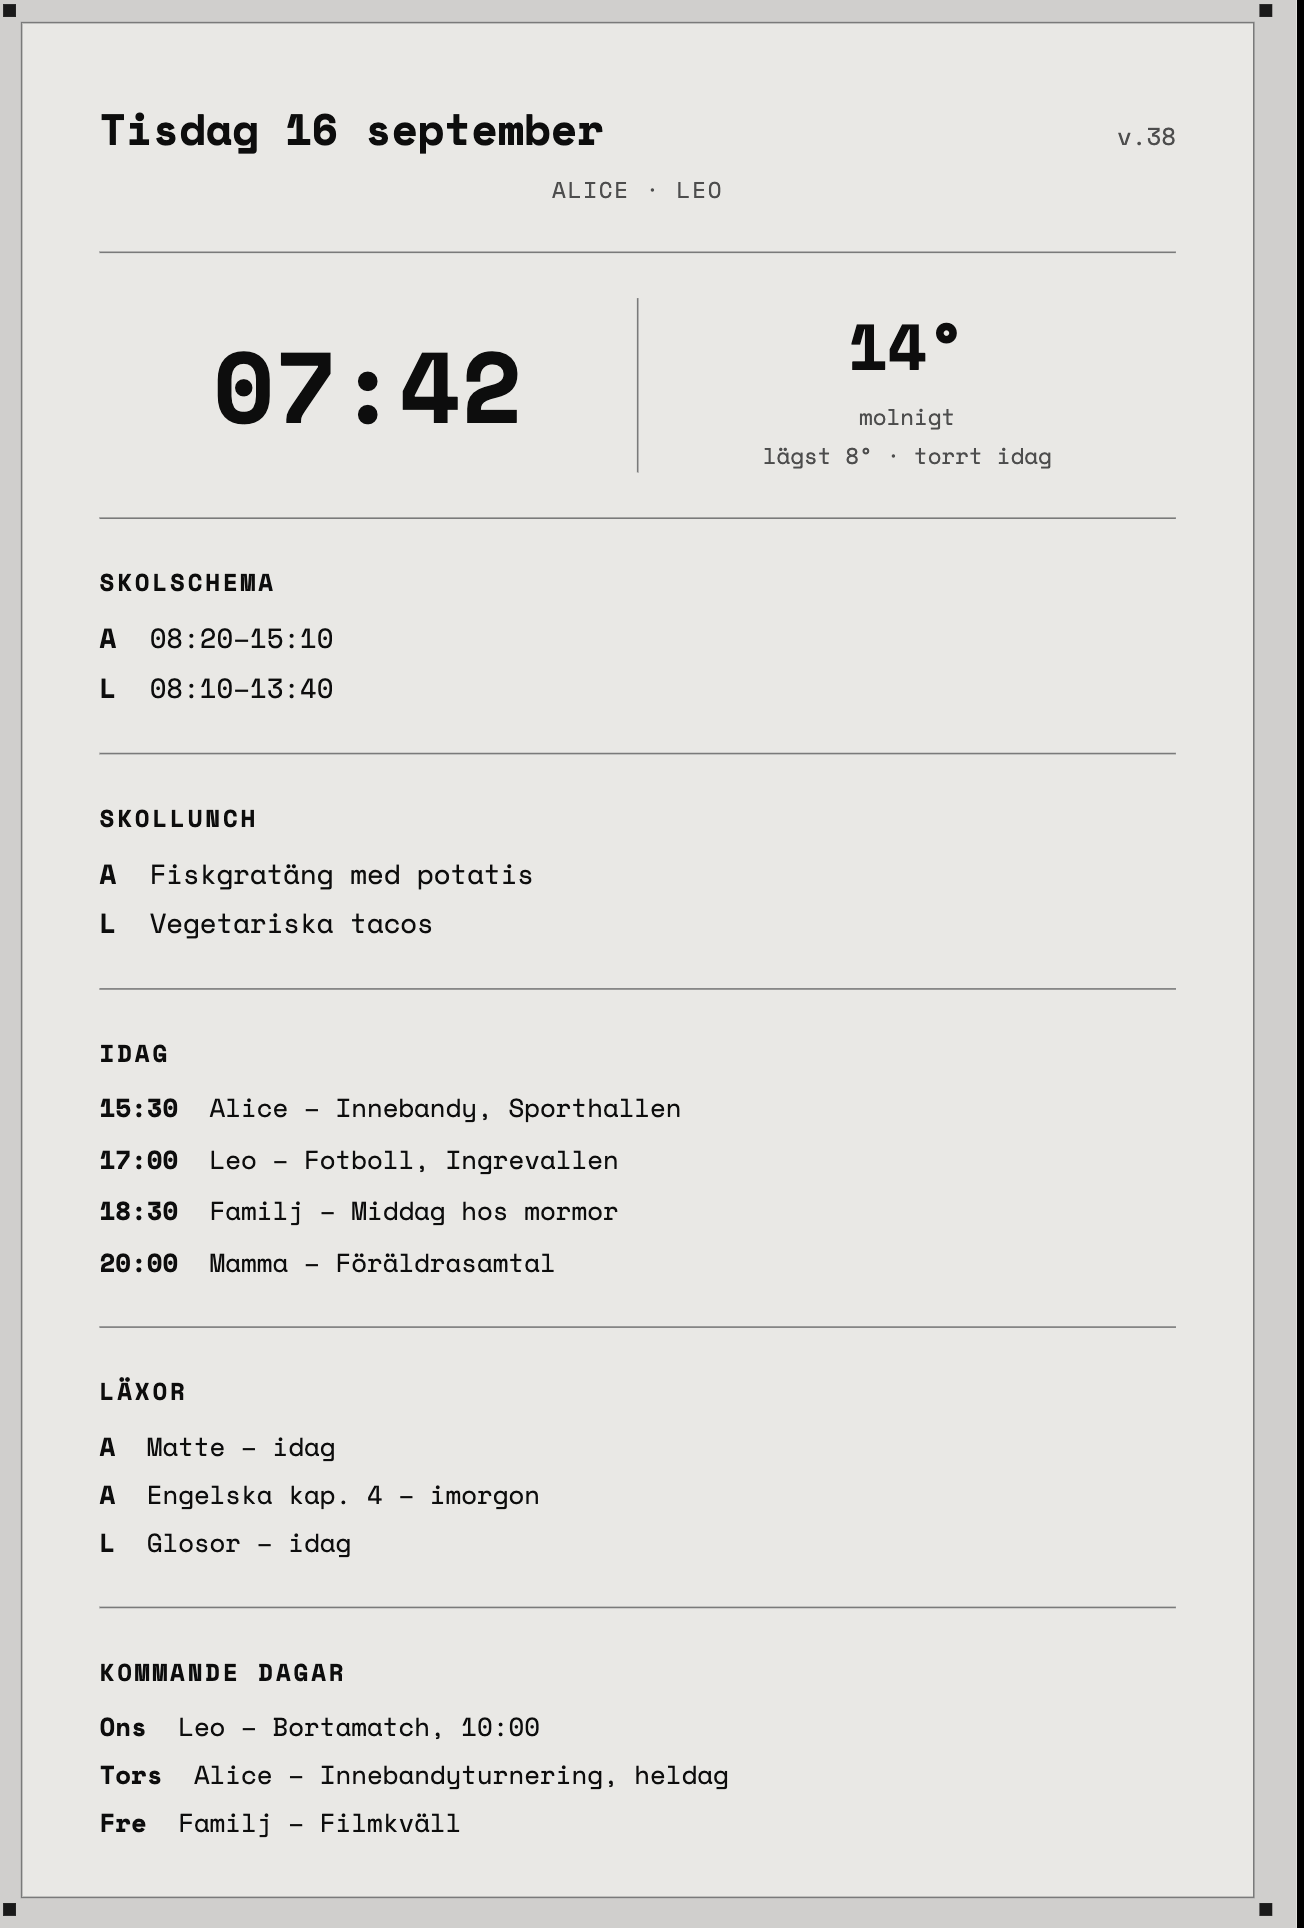 Tisdag 16 september
v.38
ALICE · LEO
07:42
14°
molnigt
lägst 8° · torrt idag
SKOLSCHEMA
A 08:20–15:10
L 08:10–13:40
SKOLLUNCH
A Fiskgratäng med potatis
L Vegetariska tacos
IDAG
15:30 Alice – Innebandy, Sporthallen
17:00 Leo – Fotboll, Ingrevallen
18:30 Familj – Middag hos mormor
20:00 Mamma – Föräldrasamtal
LÄXOR
A Matte – idag
A Engelska kap. 4 – imorgon
L Glosor – idag
KOMMANDE DAGAR
Ons Leo – Bortamatch, 10:00
Tors Alice – Innebandyturnering, heldag
Fre Familj – Filmkväll